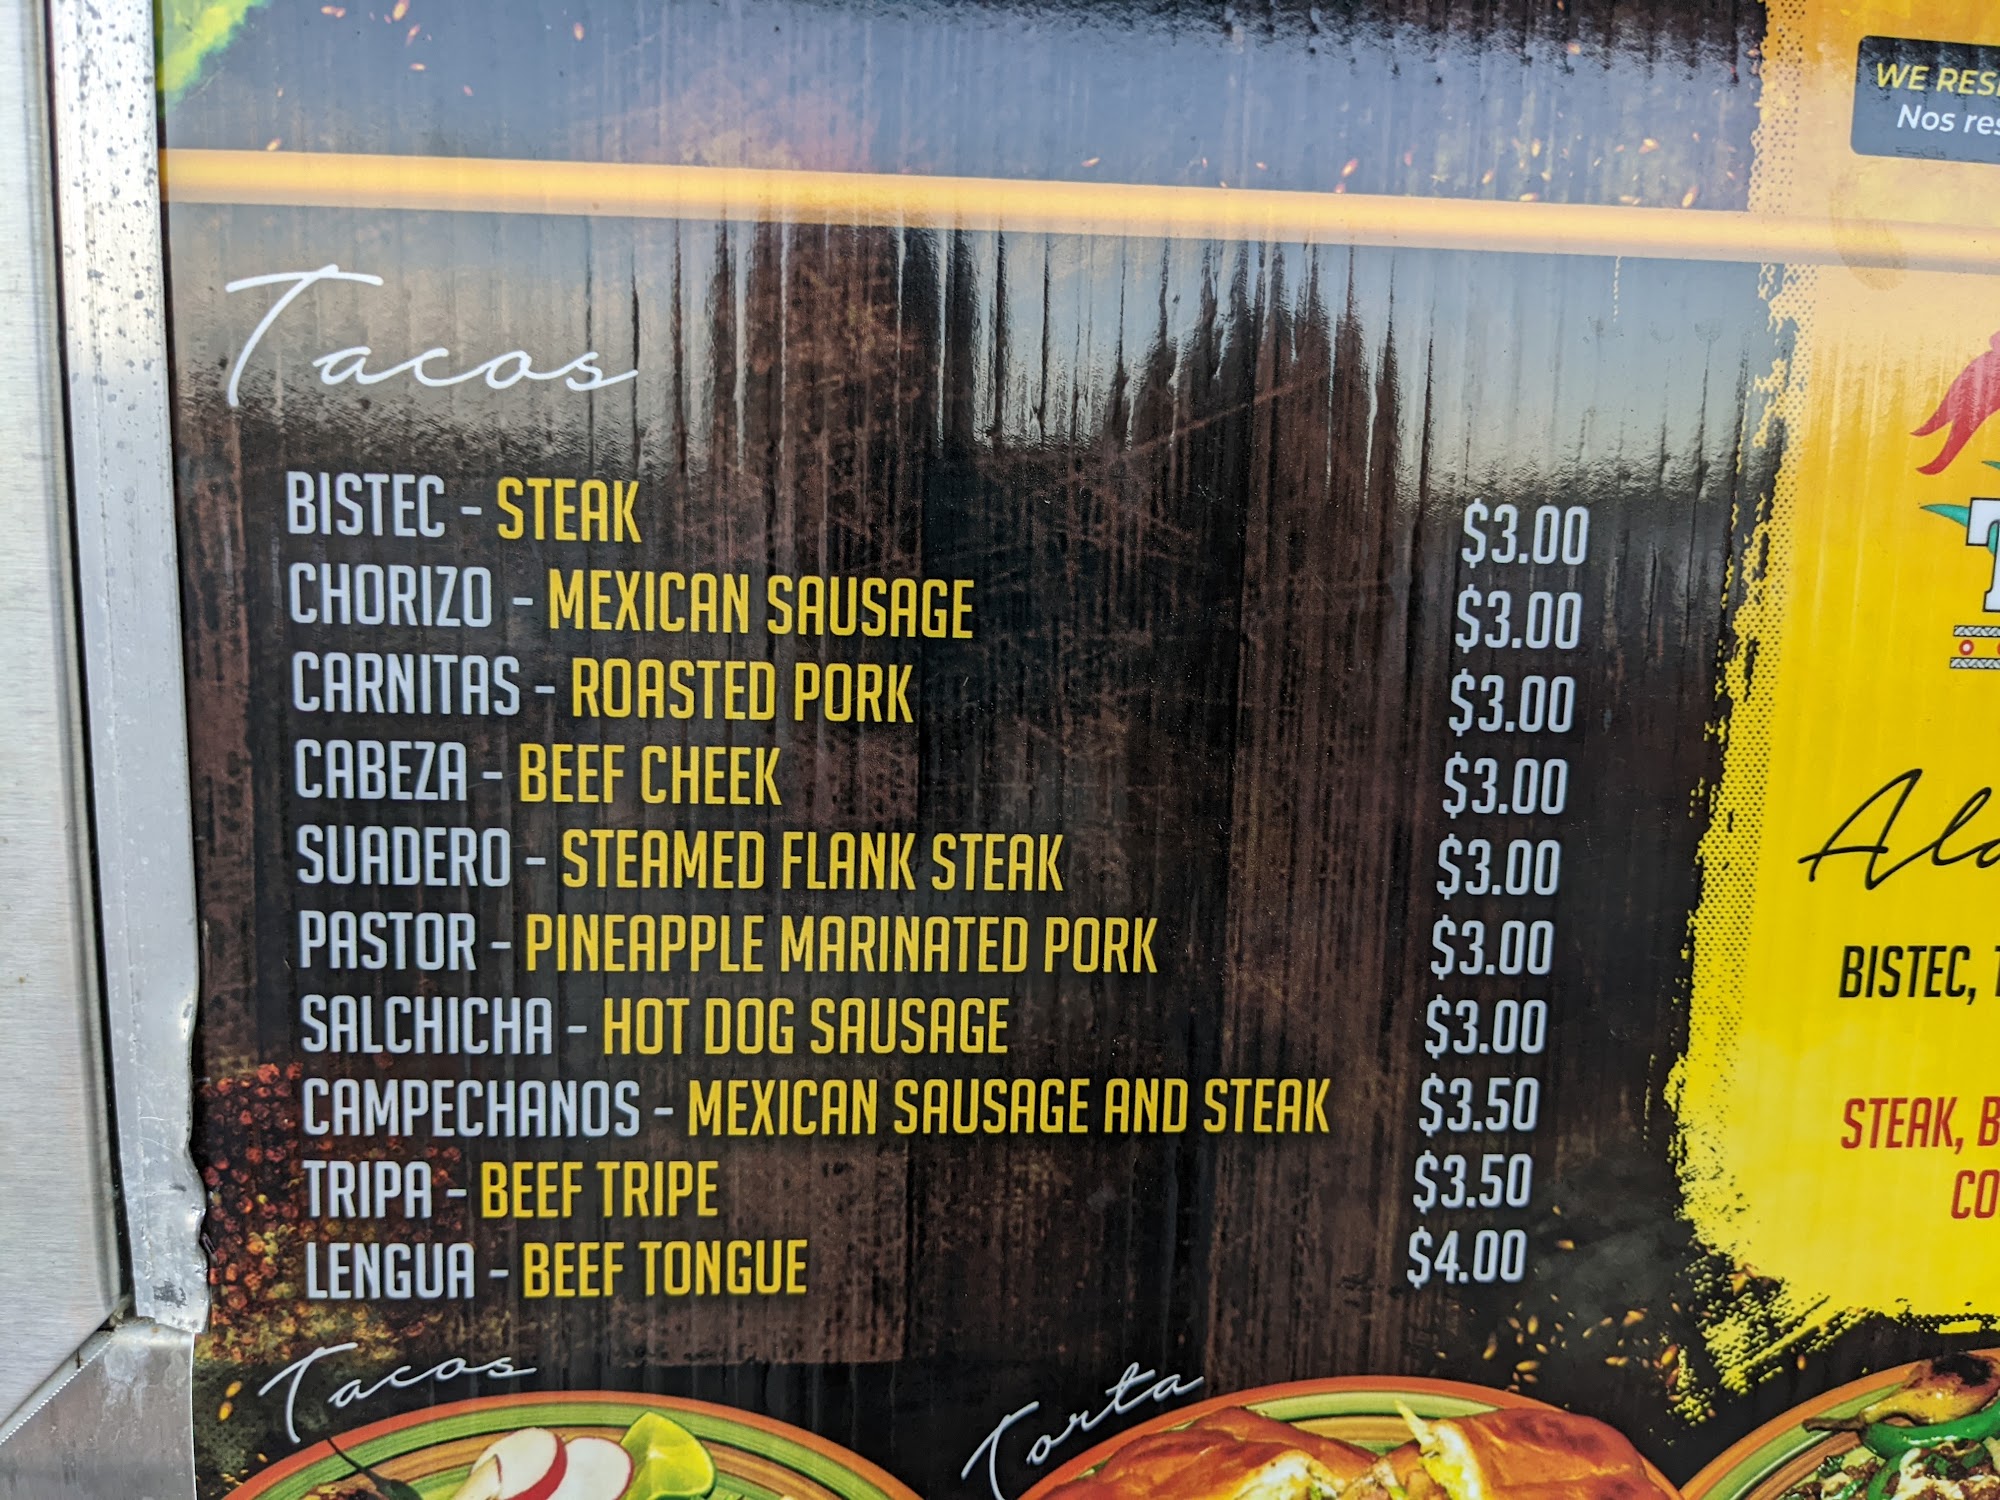 Tacos
BISTEC - STEAK $3.00
CHORIZO - MEXICAN SAUSAGE $3.00
CARNITAS - ROASTED PORK $3.00
CABEZA - BEEF CHEEK $3.00
SUADERO - STEAMED FLANK STEAK $3.00
PASTOR - PINEAPPLE MARINATED PORK $3.00
SALCHICHA - HOT DOG SAUSAGE $3.00
CAMPECHANOS - MEXICAN SAUSAGE AND STEAK $3.50
TRIPA - BEEF TRIPE $3.50
LENGUA - BEEF TONGUE $4.00
Tacos
Torta
WE
Nos
BISTEC,
STEAK,